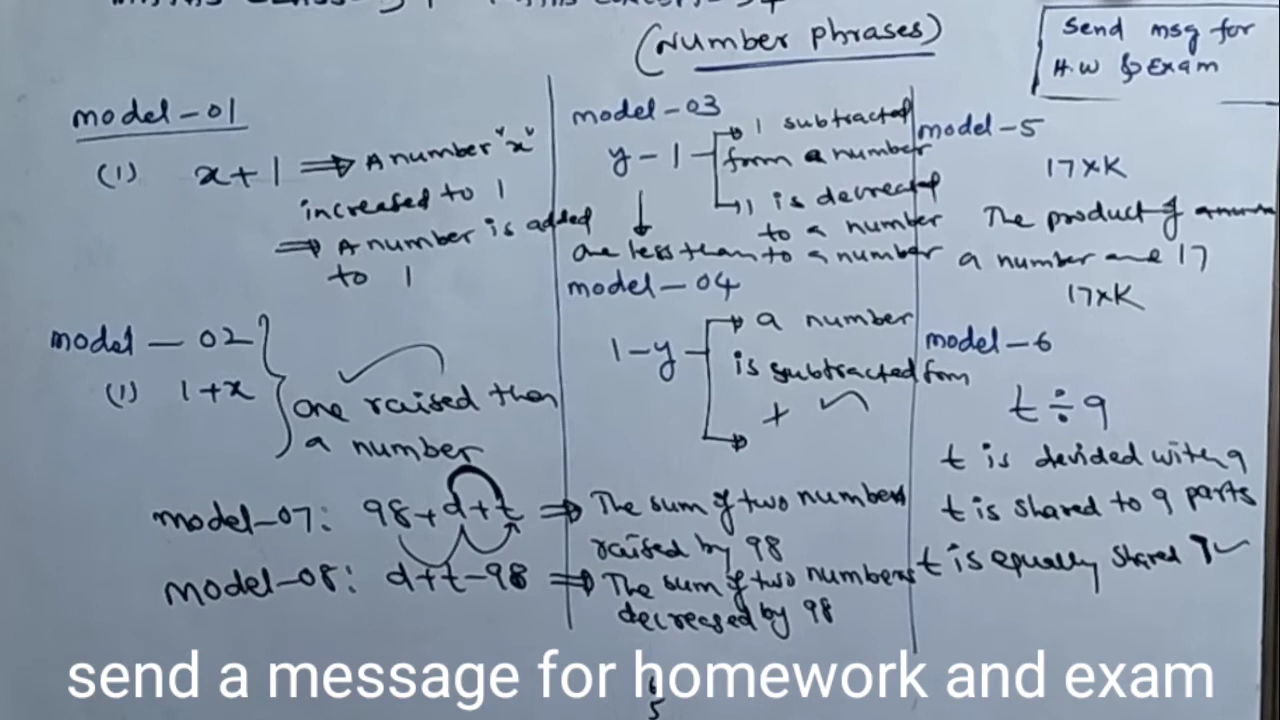 (Number phrases)
Send msg for
H.W & Exam
model-01
(1) x+1 ⇒ A number "x"
increased to 1
⇒ A number is added
to 1
model-02
(1) 1+x
one raised than
a number
model-03
y-1 → 1 subtracted
form a number
→ 1 is decreased
to a number
↓
One less than to a number
model-04
1-y → a number
is subtracted form
+
model-5
17×K
The product of
a number and 17
17×K
model-6
t÷9
t is devided with 9
t is shared to 9 parts
t is equally shared
model-07: 98+d+t ⇒ The sum of two numbers
raised by 98
model-08: d+t-98 ⇒ The sum of two numbers
decreased by 98
send a message for homework and exam